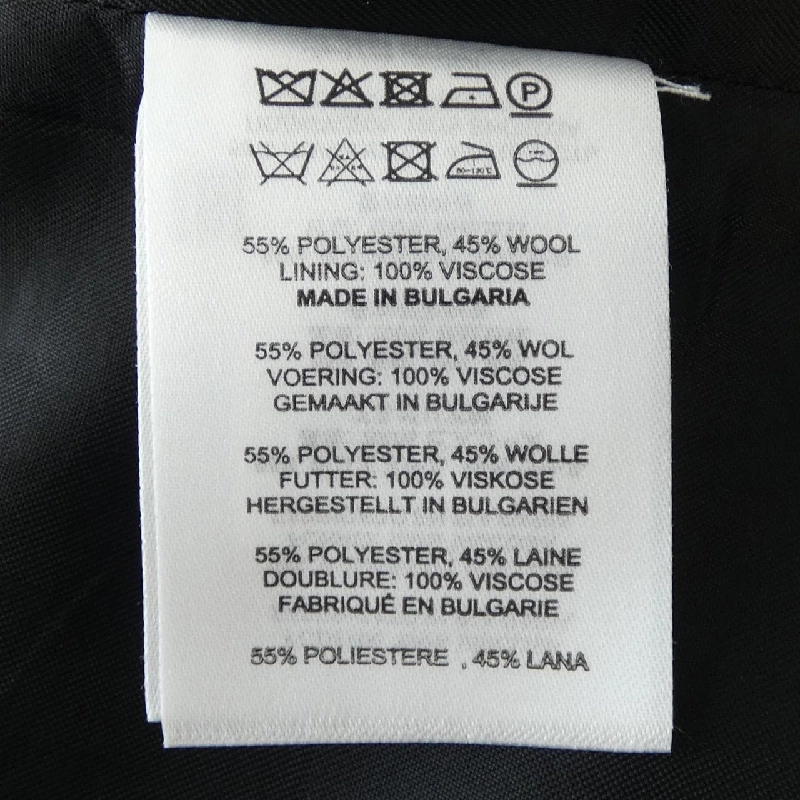 P
55% POLYESTER, 45% WOOL
LINING: 100% VISCOSE
MADE IN BULGARIA
55% POLYESTER, 45% WOL
VOERING: 100% VISCOSE
GEMAAKT IN BULGARIJE
55% POLYESTER, 45% WOLLE
FUTTER: 100% VISKOSE
HERGESTELLT IN BULGARIEN
55% POLYESTER, 45% LAINE
DOUBLURE: 100% VISCOSE
FABRIQUÉ EN BULGARIE
55% POLIESTERE , 45% LANA